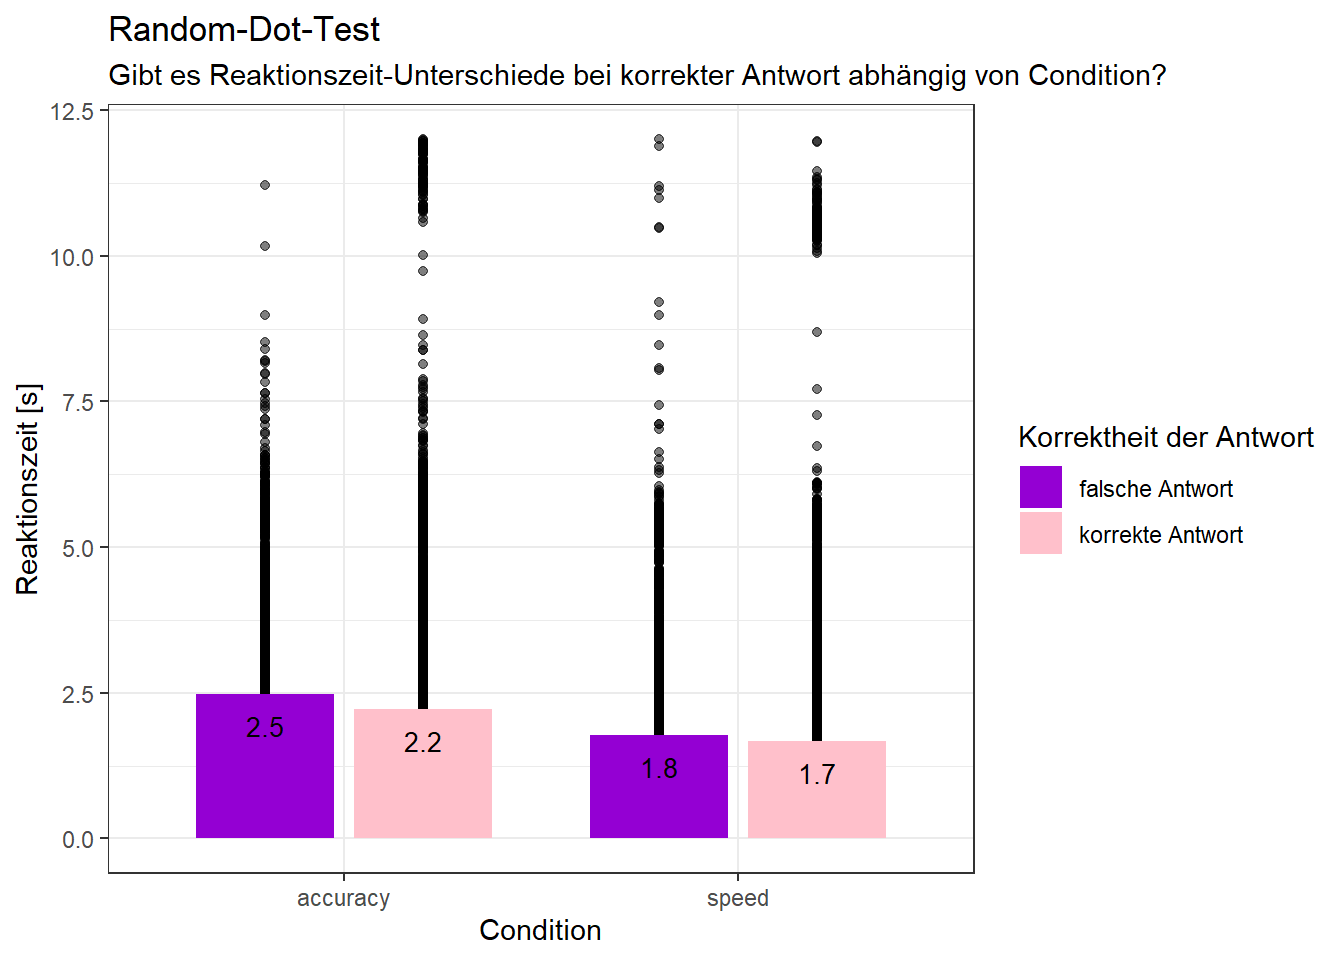 Random-Dot-Test
Gibt es Reaktionszeit-Unterschiede bei korrekter Antwort abhängig von Condition?
12.5
10.0
7.5
5.0
2.5
0.0
Reaktionszeit [s]
2.5
2.2
1.8
1.7
accuracy
speed
Condition
Korrektheit der Antwort
falsche Antwort
korrekte Antwort